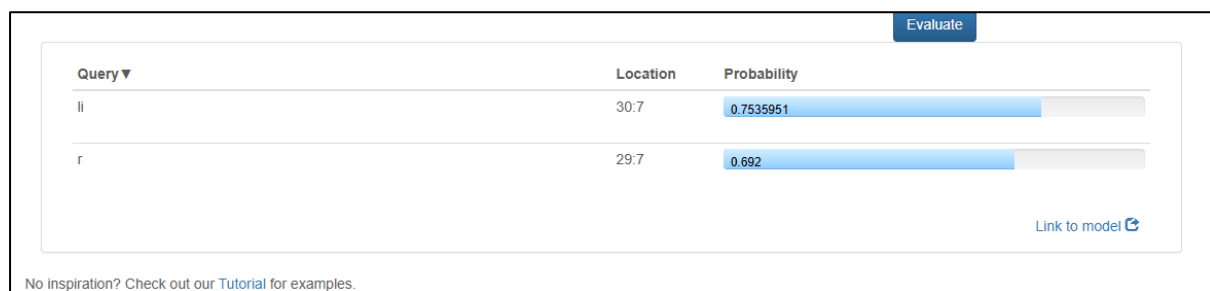 Evaluate
Query▼ Location Probability
li 30:7 0.7535951
r 29:7 0.692
Link to model
No inspiration? Check out our Tutorial for examples.